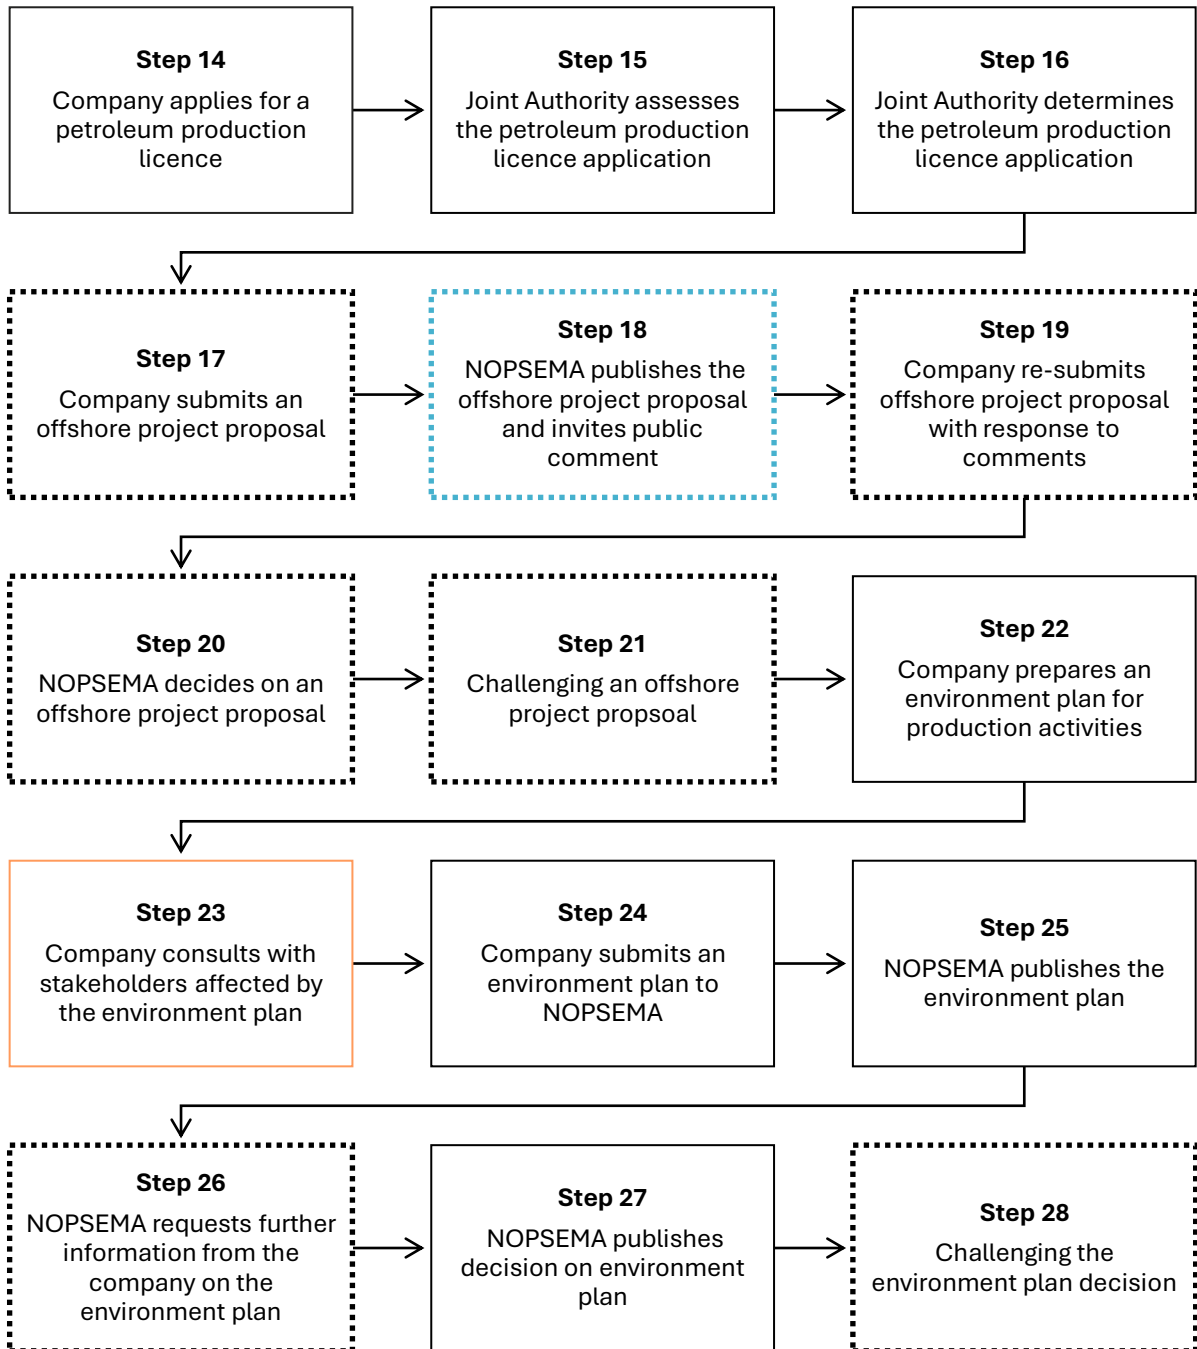 Step 14
Company applies for a
petroleum production
licence
Step 15
Joint Authority assesses
the petroleum production
licence application
Step 16
Joint Authority determines
the petroleum production
licence application
Step 17
Company submits an
offshore project proposal
Step 18
NOPSEMA publishes the
offshore project proposal
and invites public
comment
Step 19
Company re-submits
offshore project proposal
with response to
comments
Step 20
NOPSEMA decides on an
offshore project proposal
Step 21
Challenging an offshore
project propsoal
Step 22
Company prepares an
environment plan for
production activities
Step 23
Company consults with
stakeholders affected by
the environment plan
Step 24
Company submits an
environment plan to
NOPSEMA
Step 25
NOPSEMA publishes the
environment plan
Step 26
NOPSEMA requests further
information from the
company on the
environment plan
Step 27
NOPSEMA publishes
decision on environment
plan
Step 28
Challenging the
environment plan decision